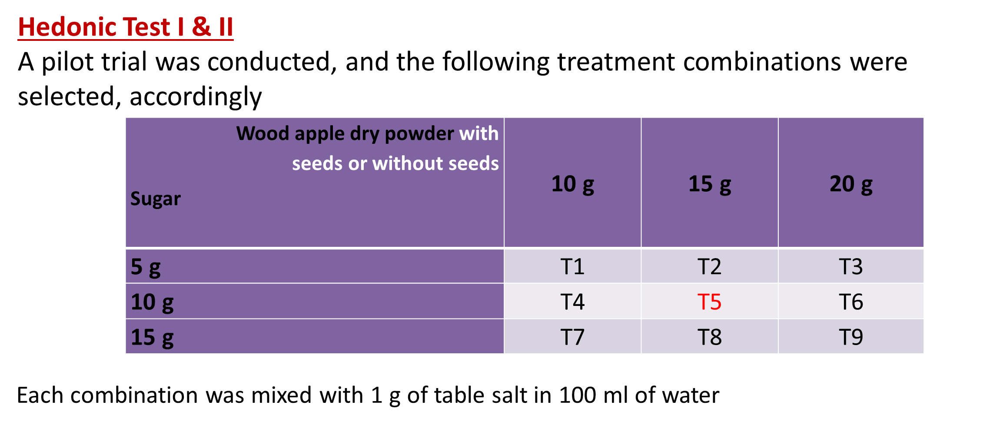 Hedonic Test I & II
A pilot trial was conducted, and the following treatment combinations were
selected, accordingly
Wood apple dry powder with
seeds or without seeds
Sugar
10 g 15 g 20 g
5 g T1 T2 T3
10 g T4 T5 T6
15 g T7 T8 T9
Each combination was mixed with 1 g of table salt in 100 ml of water